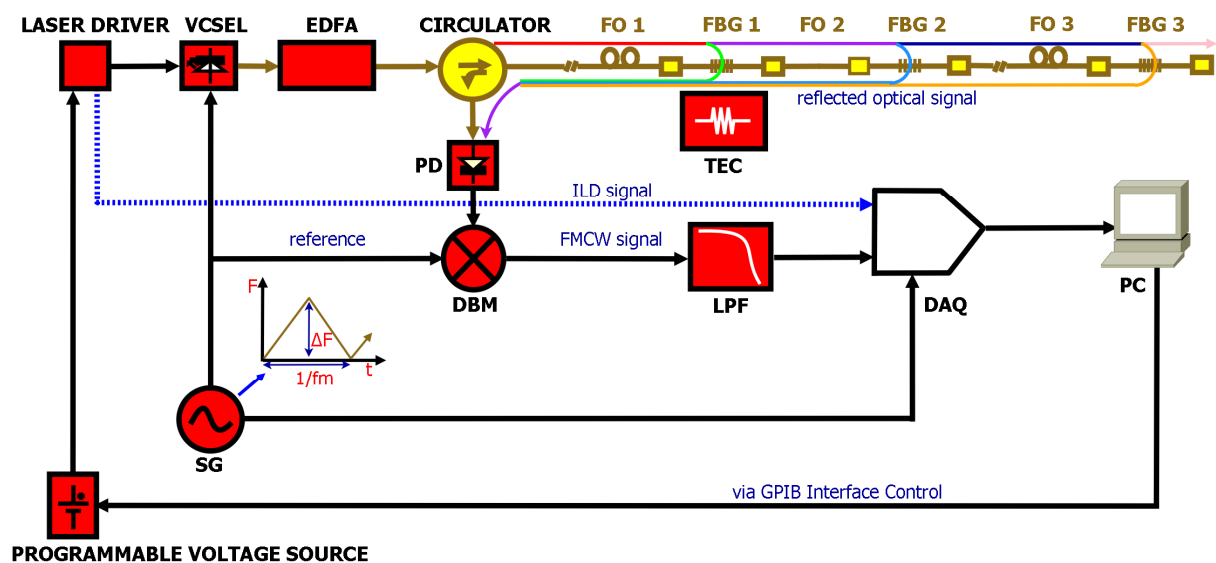 LASER DRIVER VCSEL EDFA CIRCULATOR FO 1 FBG 1 FO 2 FBG 2 FO 3 FBG 3
reflected optical signal
PD
TEC
ILD signal
reference
FMCW signal
DBM
LPF
DAQ
PC
F
ΔF
t
1/fm
SG
via GPIB Interface Control
PROGRAMMABLE VOLTAGE SOURCE